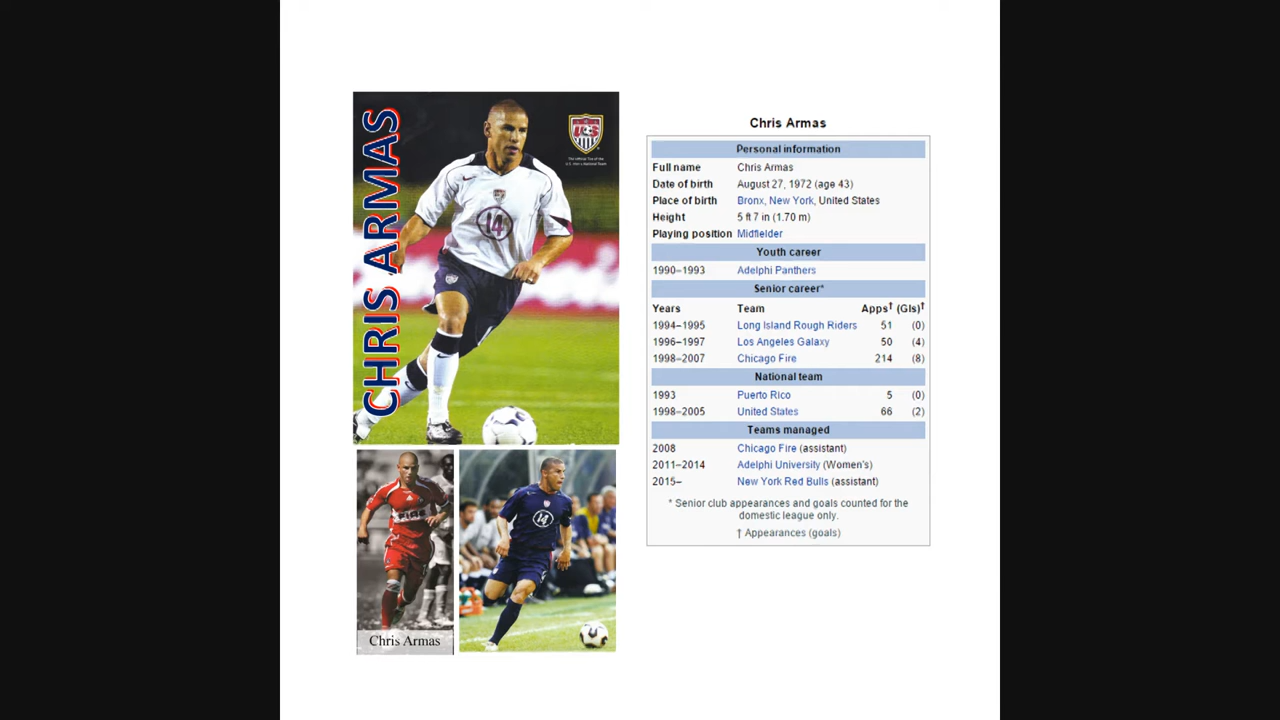 CHRIS ARMAS
14
14
Chris Armas
Chris Armas
Personal information
Full name Chris Armas
Date of birth August 27, 1972 (age 43)
Place of birth Bronx, New York, United States
Height 5 ft 7 in (1.70 m)
Playing position Midfielder
Youth career
1990–1993 Adelphi Panthers
Senior career*
Years Team Apps† (Gls)†
1994–1995 Long Island Rough Riders 51 (0)
1996–1997 Los Angeles Galaxy 50 (4)
1998–2007 Chicago Fire 214 (8)
National team
1993 Puerto Rico 5 (0)
1998–2005 United States 66 (2)
Teams managed
2008 Chicago Fire (assistant)
2011–2014 Adelphi University (Women's)
2015– New York Red Bulls (assistant)
* Senior club appearances and goals counted for the
domestic league only.
† Appearances (goals)